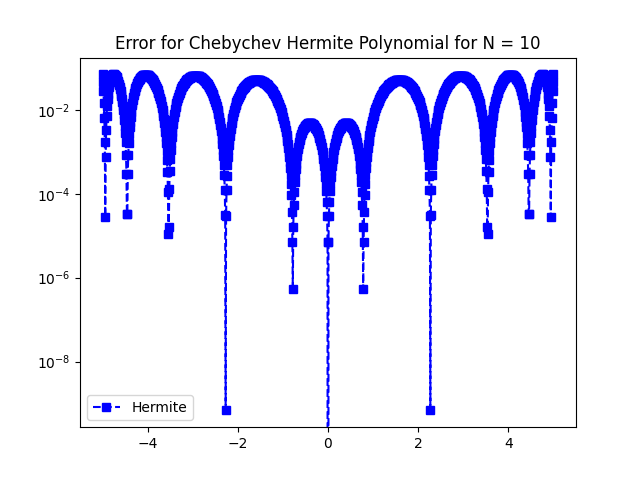 Error for Chebychev Hermite Polynomial for N = 10
10⁻²
10⁻⁴
10⁻⁶
10⁻⁸
Hermite
−4 −2 0 2 4